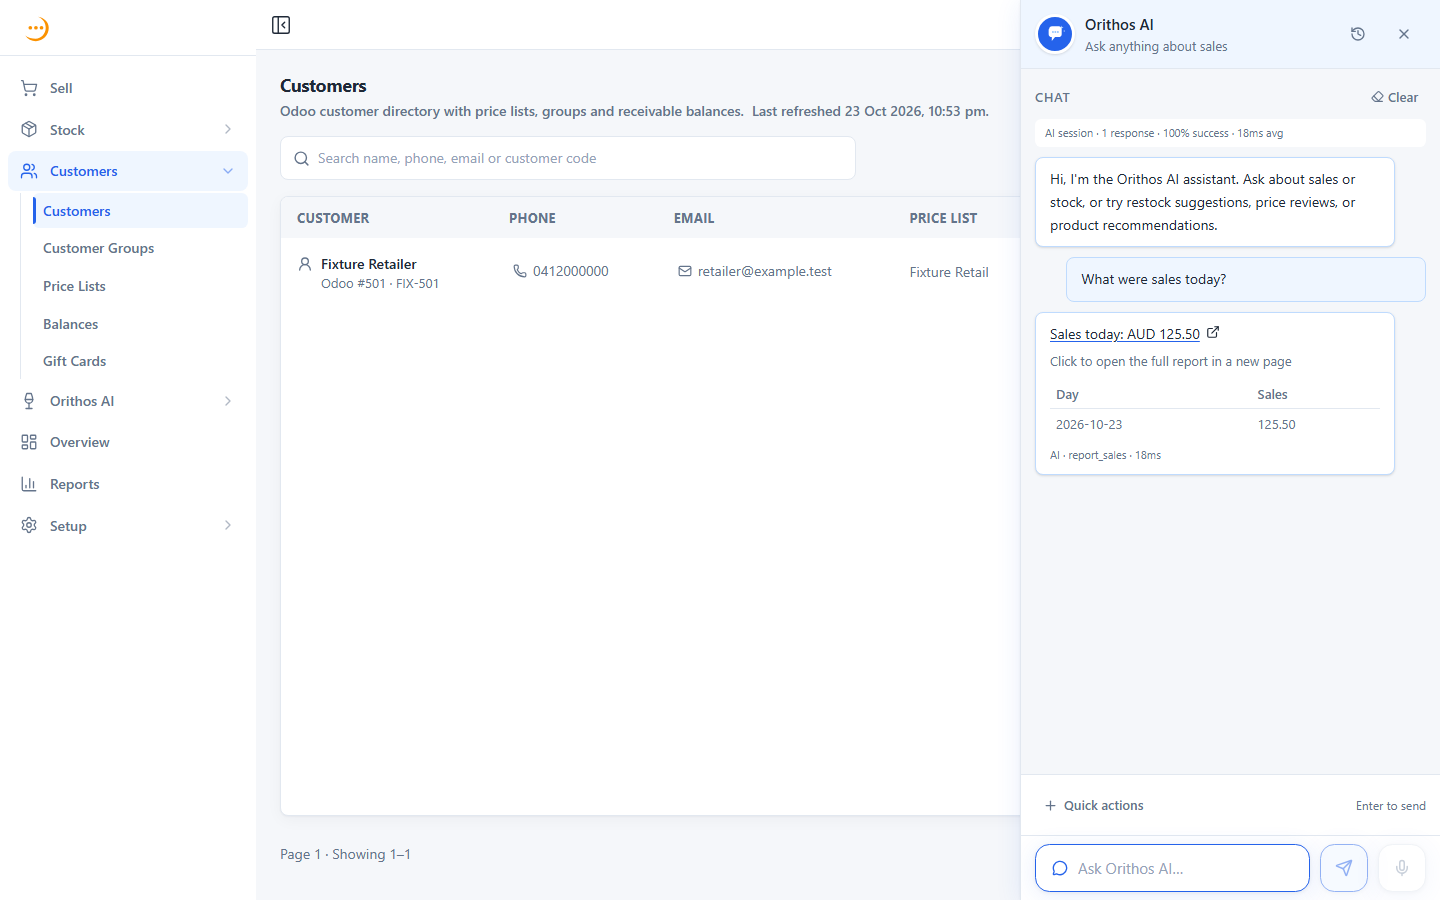 Sell
Stock
Customers
Customers
Customer Groups
Price Lists
Balances
Gift Cards
Orithos AI
Overview
Reports
Setup
Customers
Odoo customer directory with price lists, groups and receivable balances. Last refreshed 23 Oct 2026, 10:53 pm.
Search name, phone, email or customer code
CUSTOMER PHONE EMAIL PRICE LIST
Fixture Retailer 0412000000 retailer@example.test Fixture Retail
Odoo #501 · FIX-501
Page 1 · Showing 1–1
Orithos AI
Ask anything about sales
CHAT Clear
AI session · 1 response · 100% success · 18ms avg
Hi, I'm the Orithos AI assistant. Ask about sales or
stock, or try restock suggestions, price reviews, or
product recommendations.
What were sales today?
Sales today: AUD 125.50
Click to open the full report in a new page
Day Sales
2026-10-23 125.50
AI · report_sales · 18ms
Quick actions Enter to send
Ask Orithos AI...